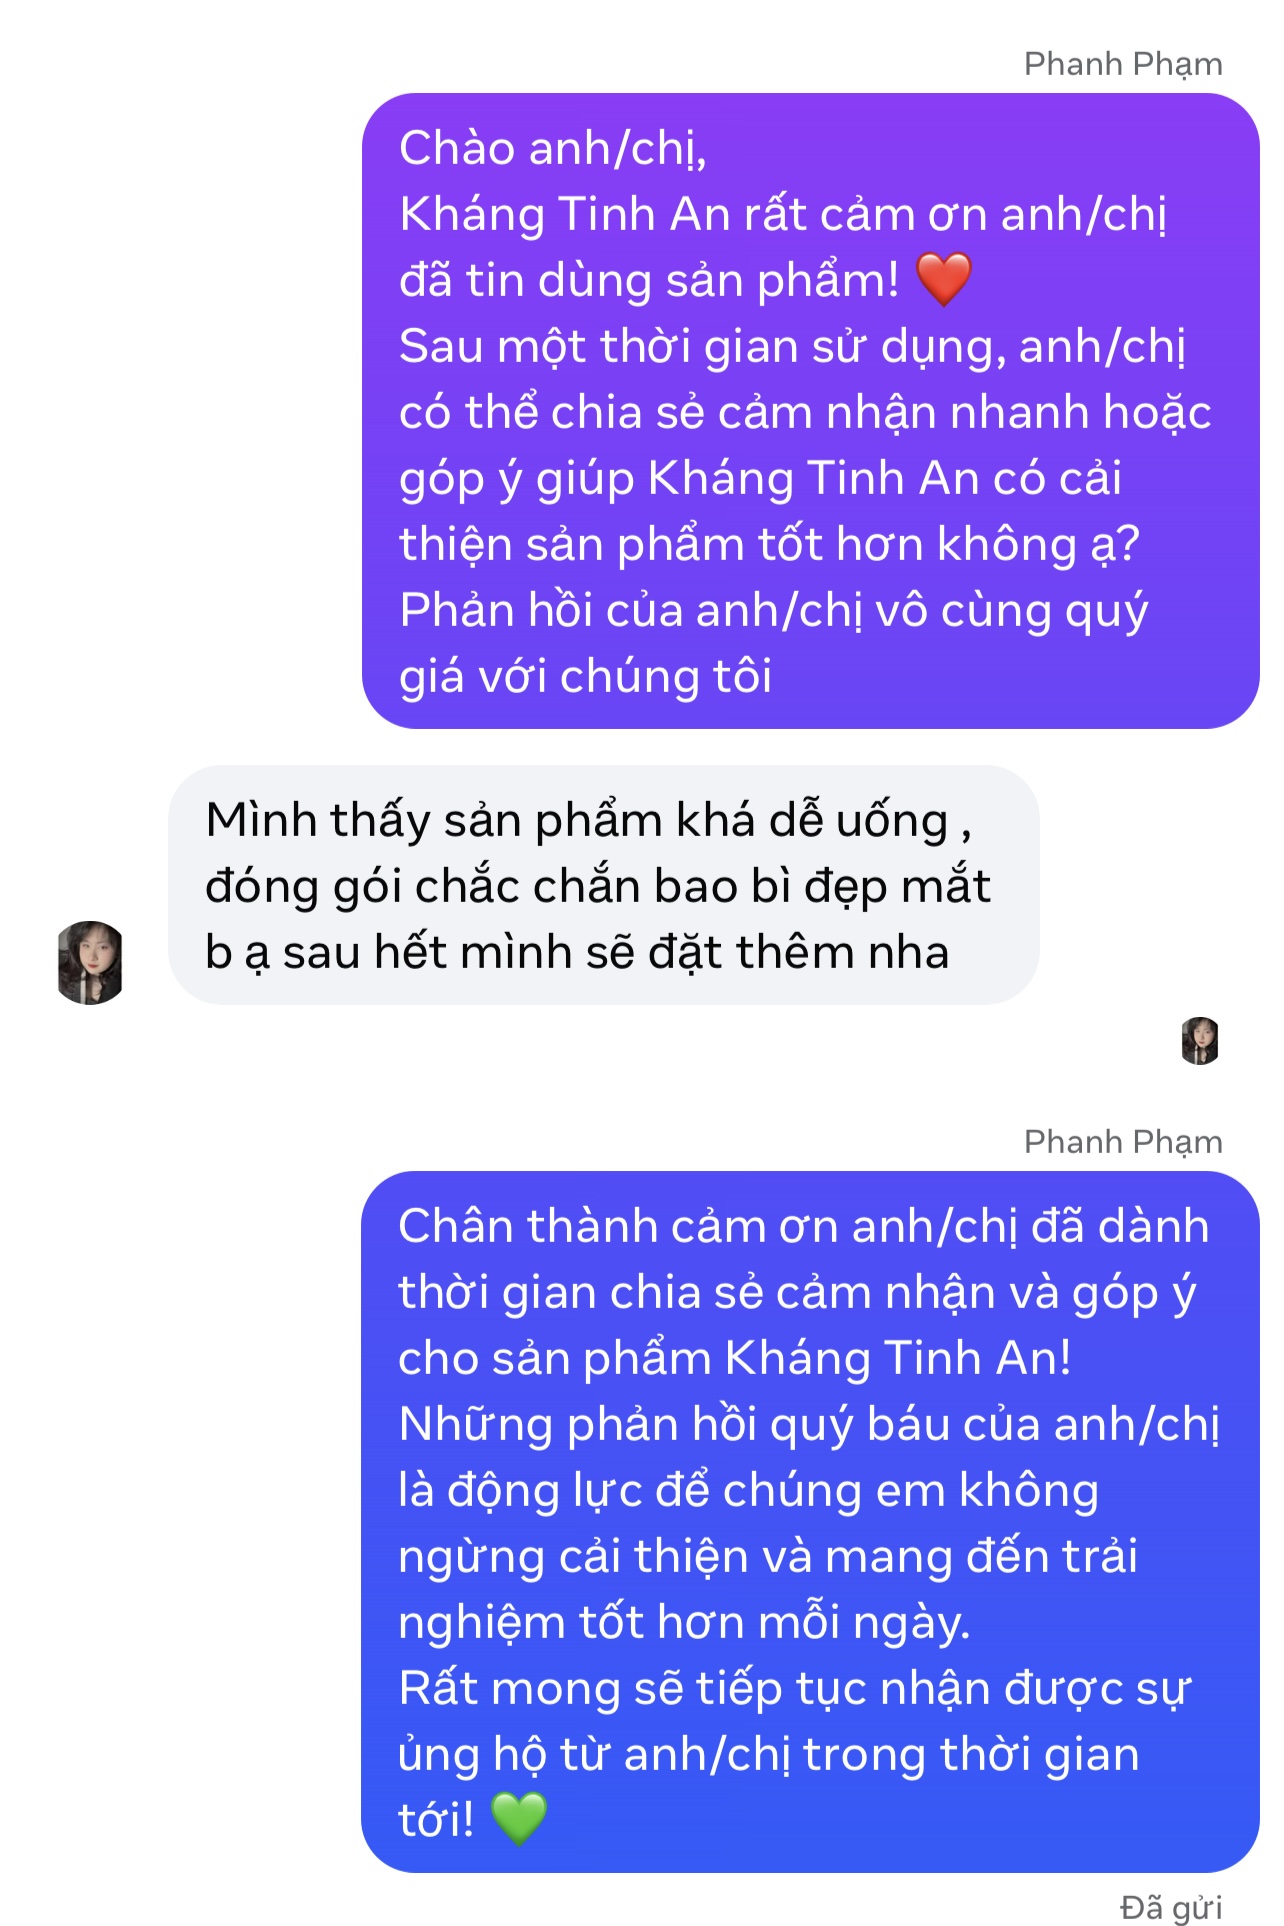 Phanh Phạm
Chào anh/chị,
Kháng Tinh An rất cảm ơn anh/chị
đã tin dùng sản phẩm! ❤️
Sau một thời gian sử dụng, anh/chị
có thể chia sẻ cảm nhận nhanh hoặc
góp ý giúp Kháng Tinh An có cải
thiện sản phẩm tốt hơn không ạ?
Phản hồi của anh/chị vô cùng quý
giá với chúng tôi
Mình thấy sản phẩm khá dễ uống ,
đóng gói chắc chắn bao bì đẹp mắt
b ạ sau hết mình sẽ đặt thêm nha
Phanh Phạm
Chân thành cảm ơn anh/chị đã dành
thời gian chia sẻ cảm nhận và góp ý
cho sản phẩm Kháng Tinh An!
Những phản hồi quý báu của anh/chị
là động lực để chúng em không
ngừng cải thiện và mang đến trải
nghiệm tốt hơn mỗi ngày.
Rất mong sẽ tiếp tục nhận được sự
ủng hộ từ anh/chị trong thời gian
tới! 💚
Đã gửi